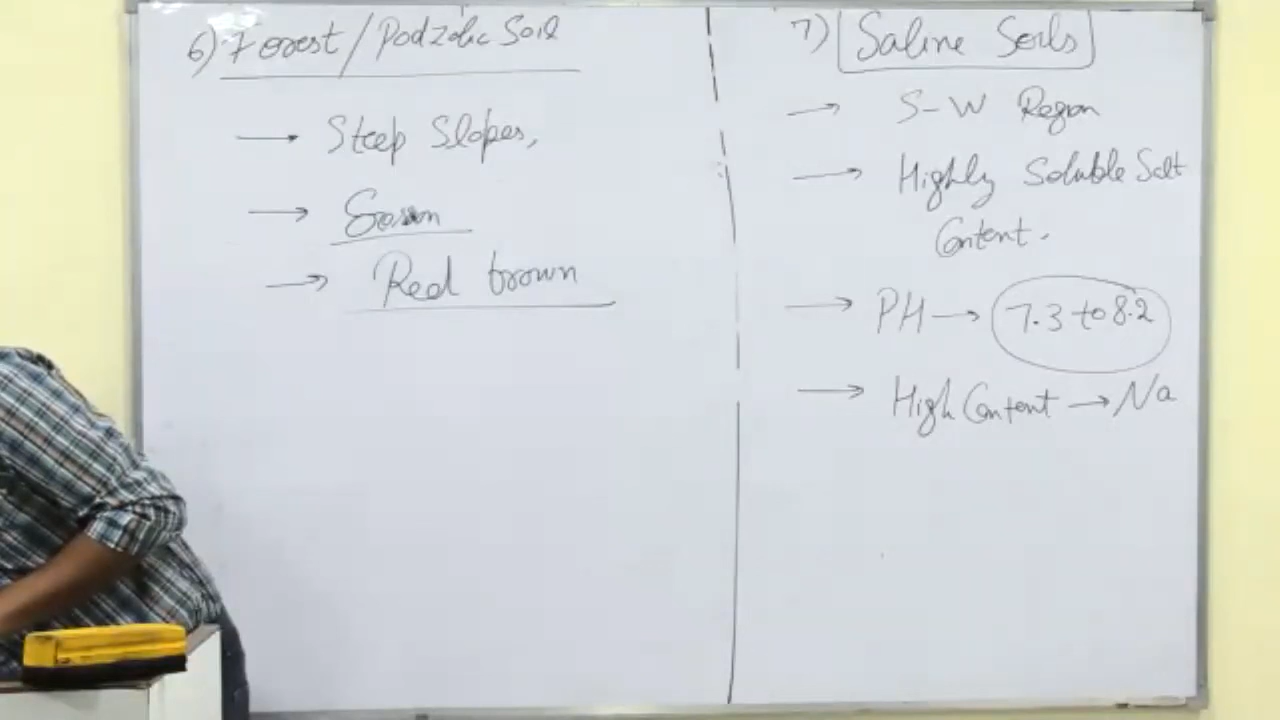 6) Forest/Podzolic Soil
→ Steep Slopes,
→
→ Red brown
7) Saline Soils
→ S-W Region
→ Highly Soluble Salt
Content.
→ PH → 7.3 to 8.2
→ High Content → Na